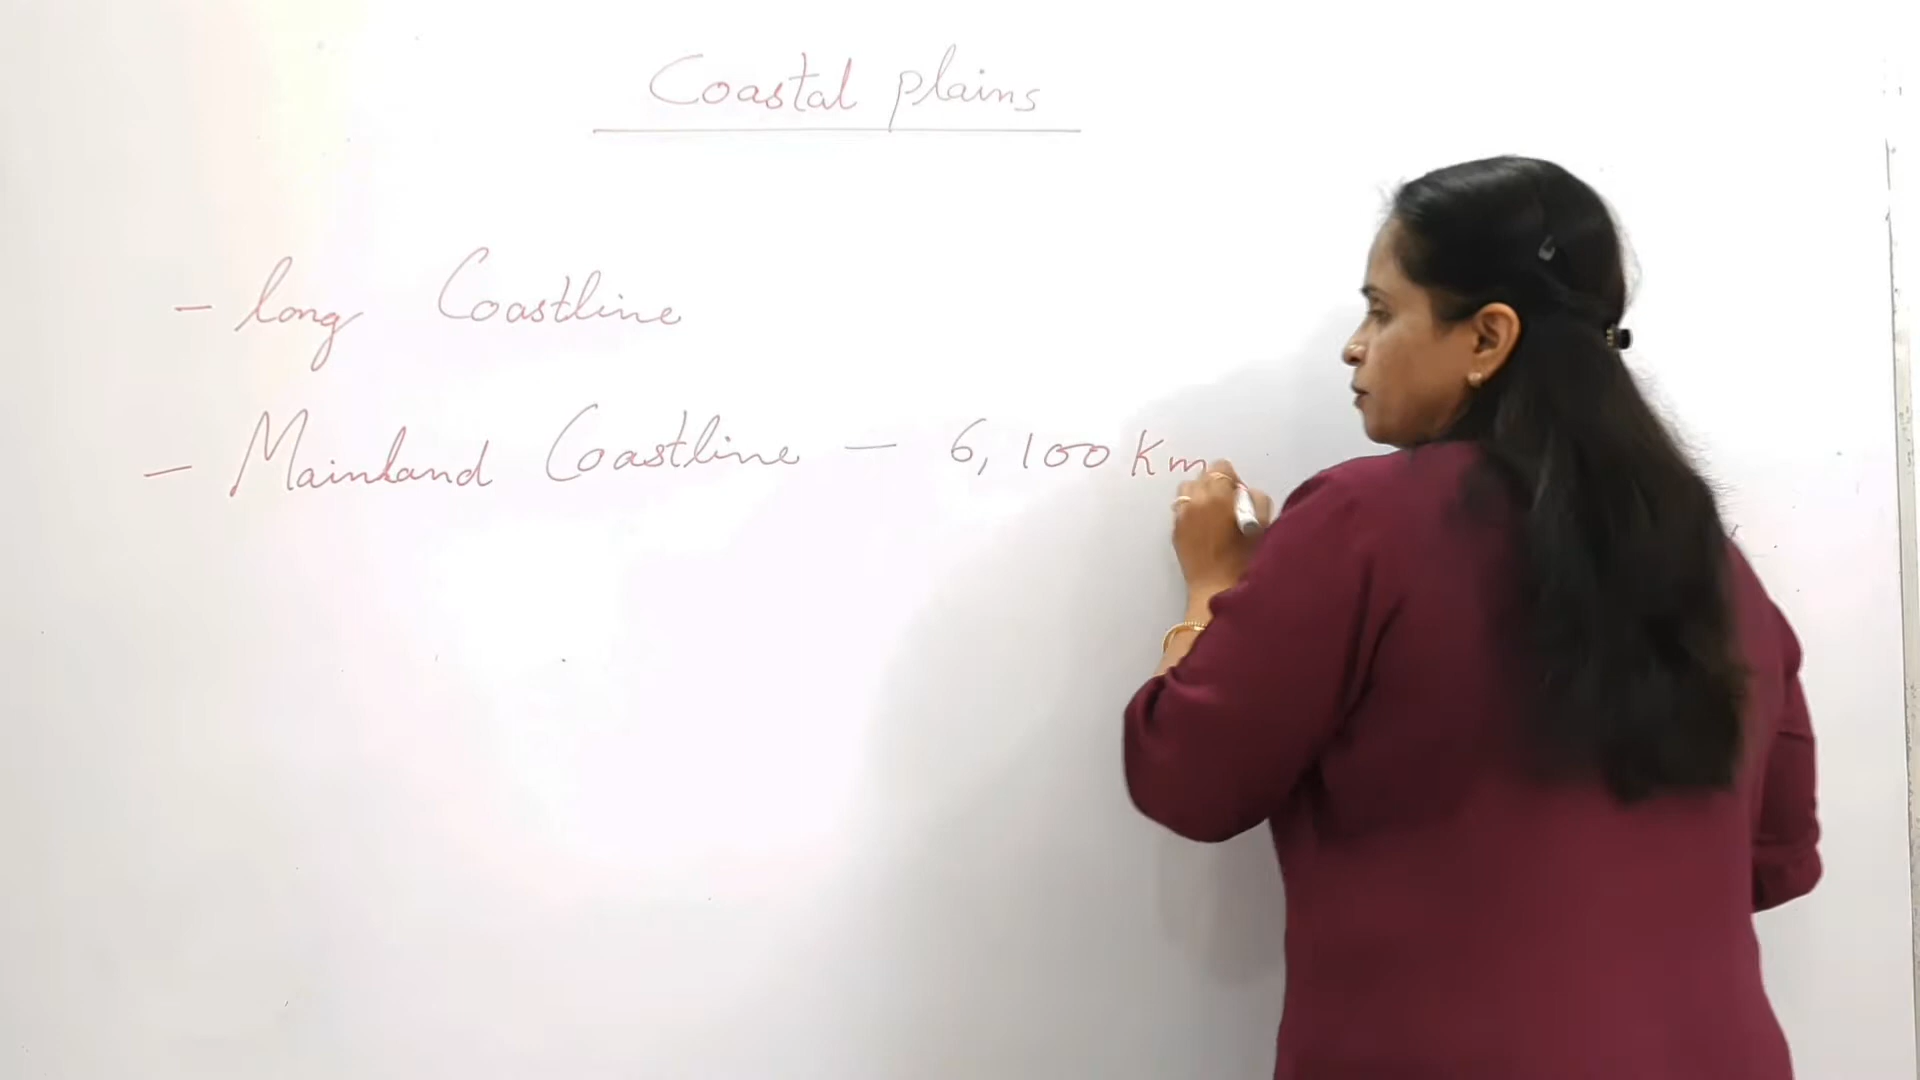 Coastal plains
- long Coastline
- Mainland Coastline - 6,100 Km